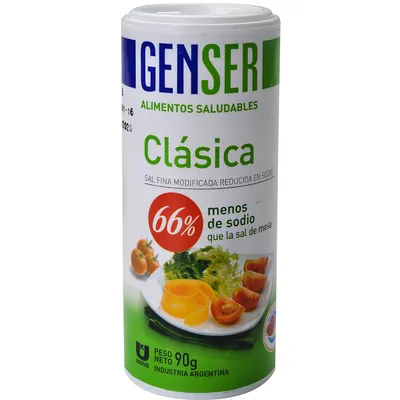 GENSER
ALIMENTOS SALUDABLES
Clásica
SAL FINA MODIFICADA REDUCIDA EN SODIO
66%
menos
de sodio
que la sal de mesa
PESO
NETO 90g
INDUSTRIA ARGENTINA